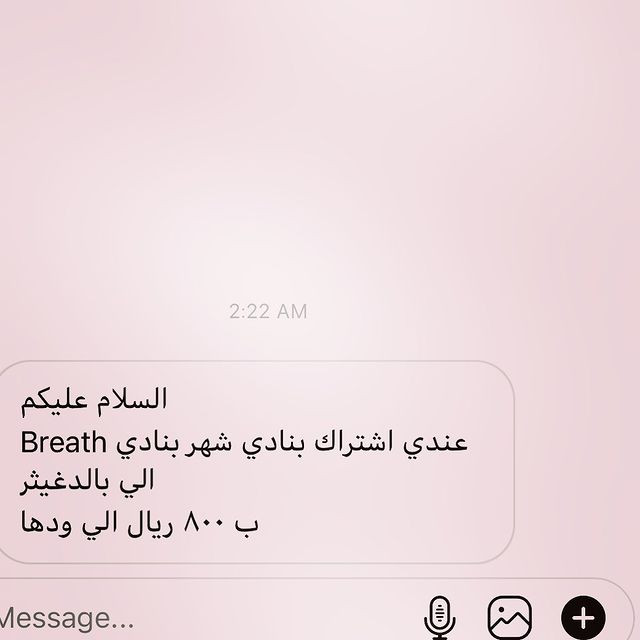 2:22 AM
السلام عليكم
عندي اشتراك بنادي شهر بنادي Breath
الي بالدغيثر
ب ٨٠٠ ريال الي ودها
Message...